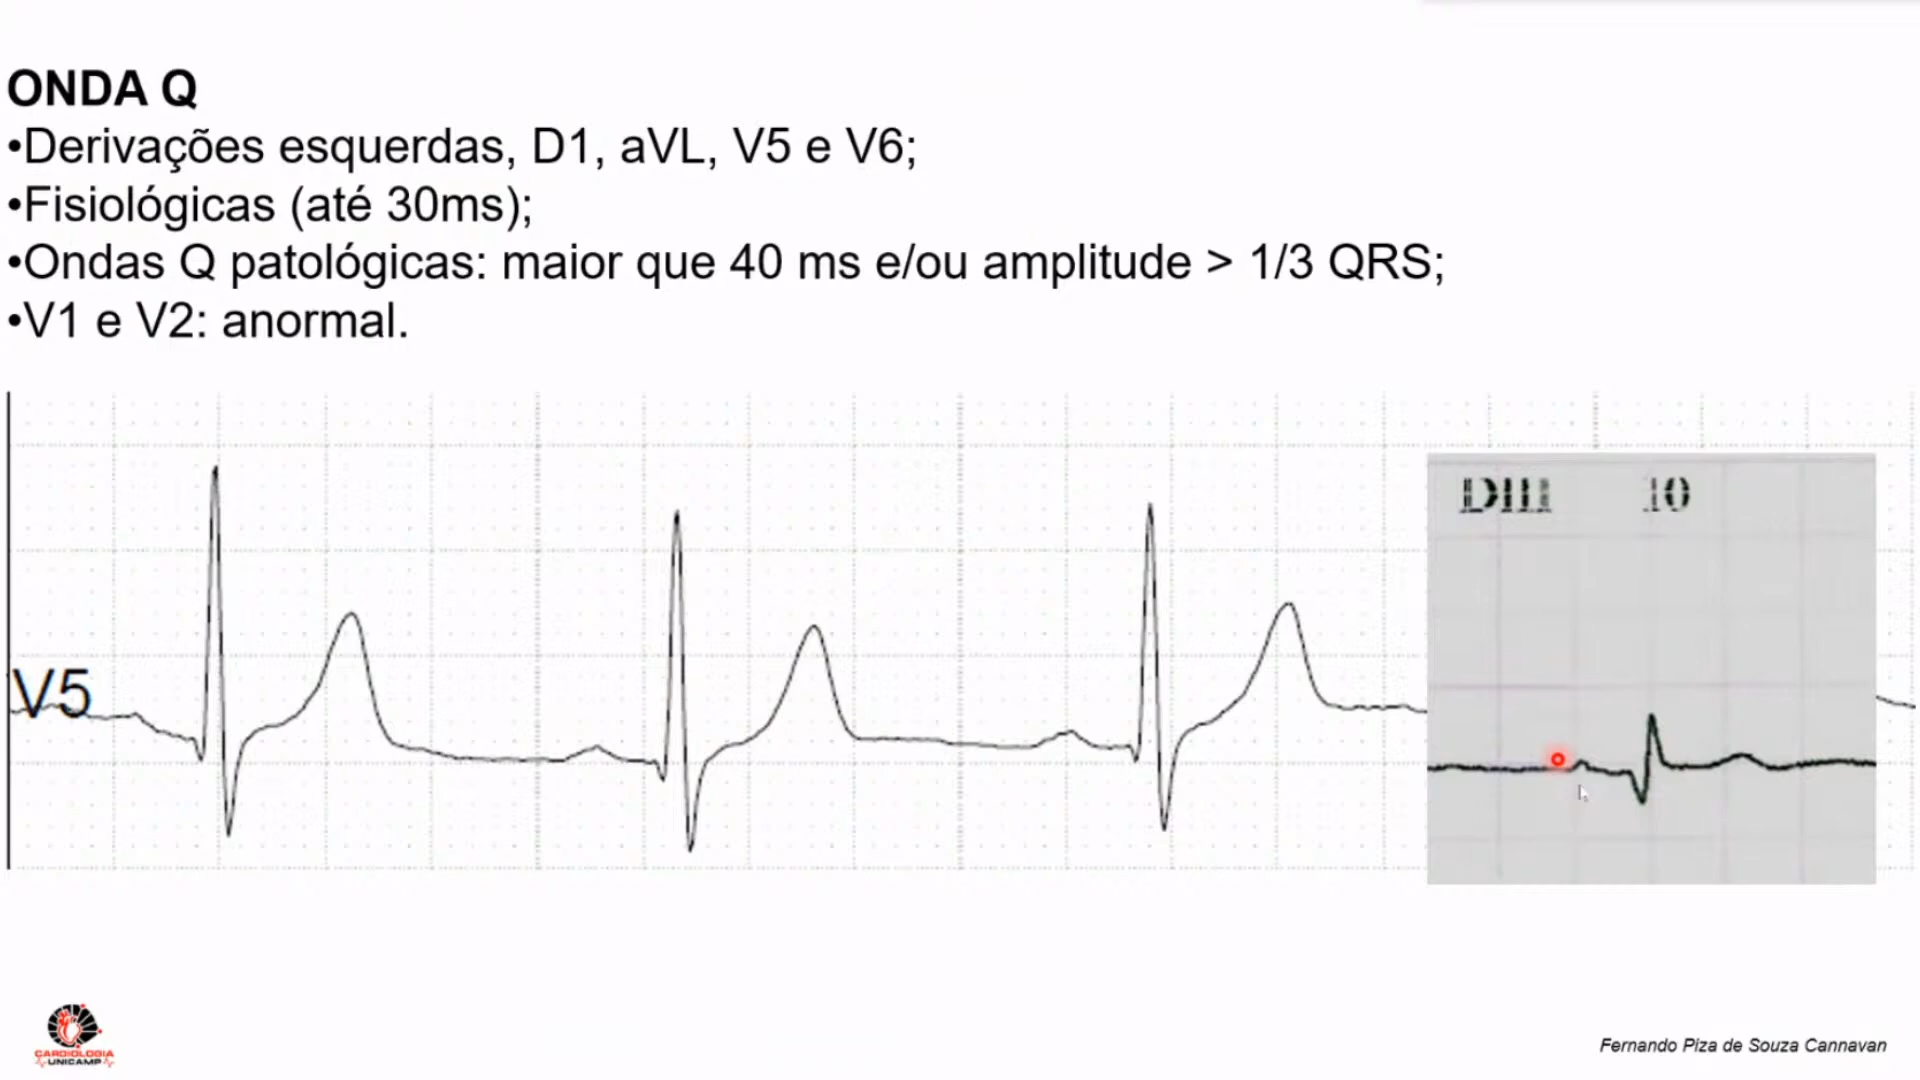 ONDA Q
•Derivações esquerdas, D1, aVL, V5 e V6;
•Fisiológicas (até 30ms);
•Ondas Q patológicas: maior que 40 ms e/ou amplitude > 1/3 QRS;
•V1 e V2: anormal.
DIII 10
V5
CARDIOLOGIA
UNICAMP
Fernando Piza de Souza Cannavan